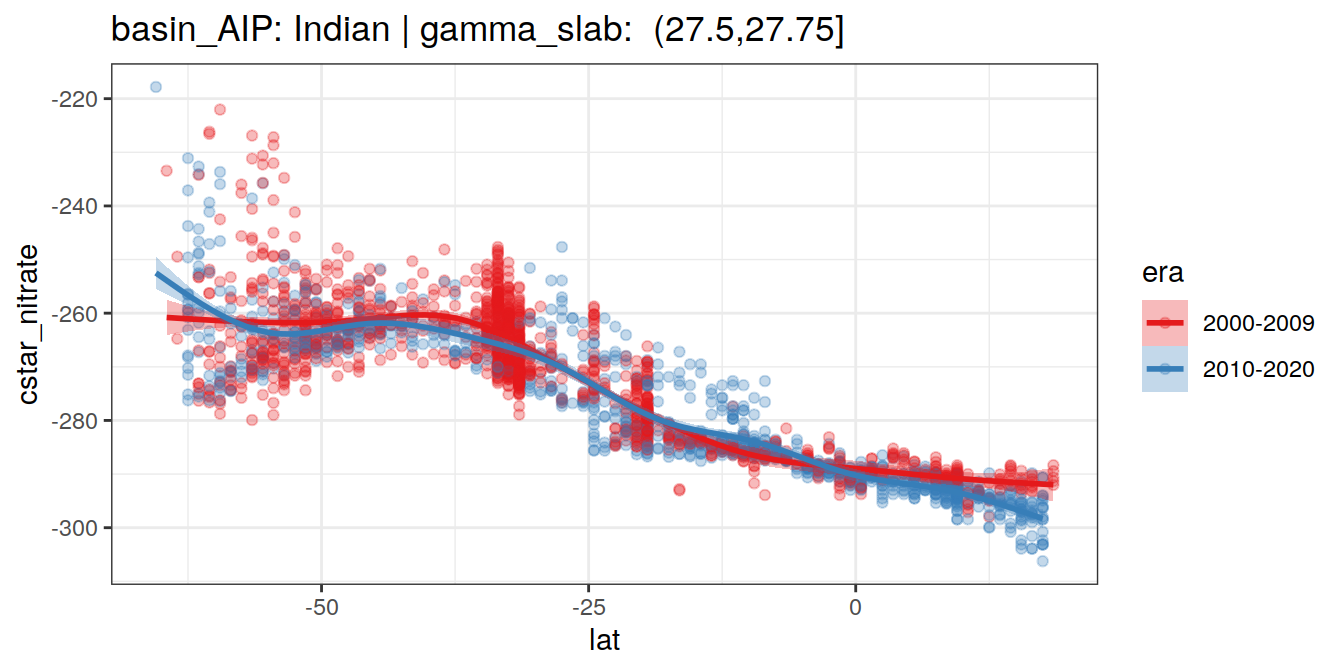 basin_AIP: Indian | gamma_slab:  (27.5,27.75]
cstar_nitrate
-220
-240
-260
-280
-300
-50
-25
0
lat
era
2000-2009
2010-2020